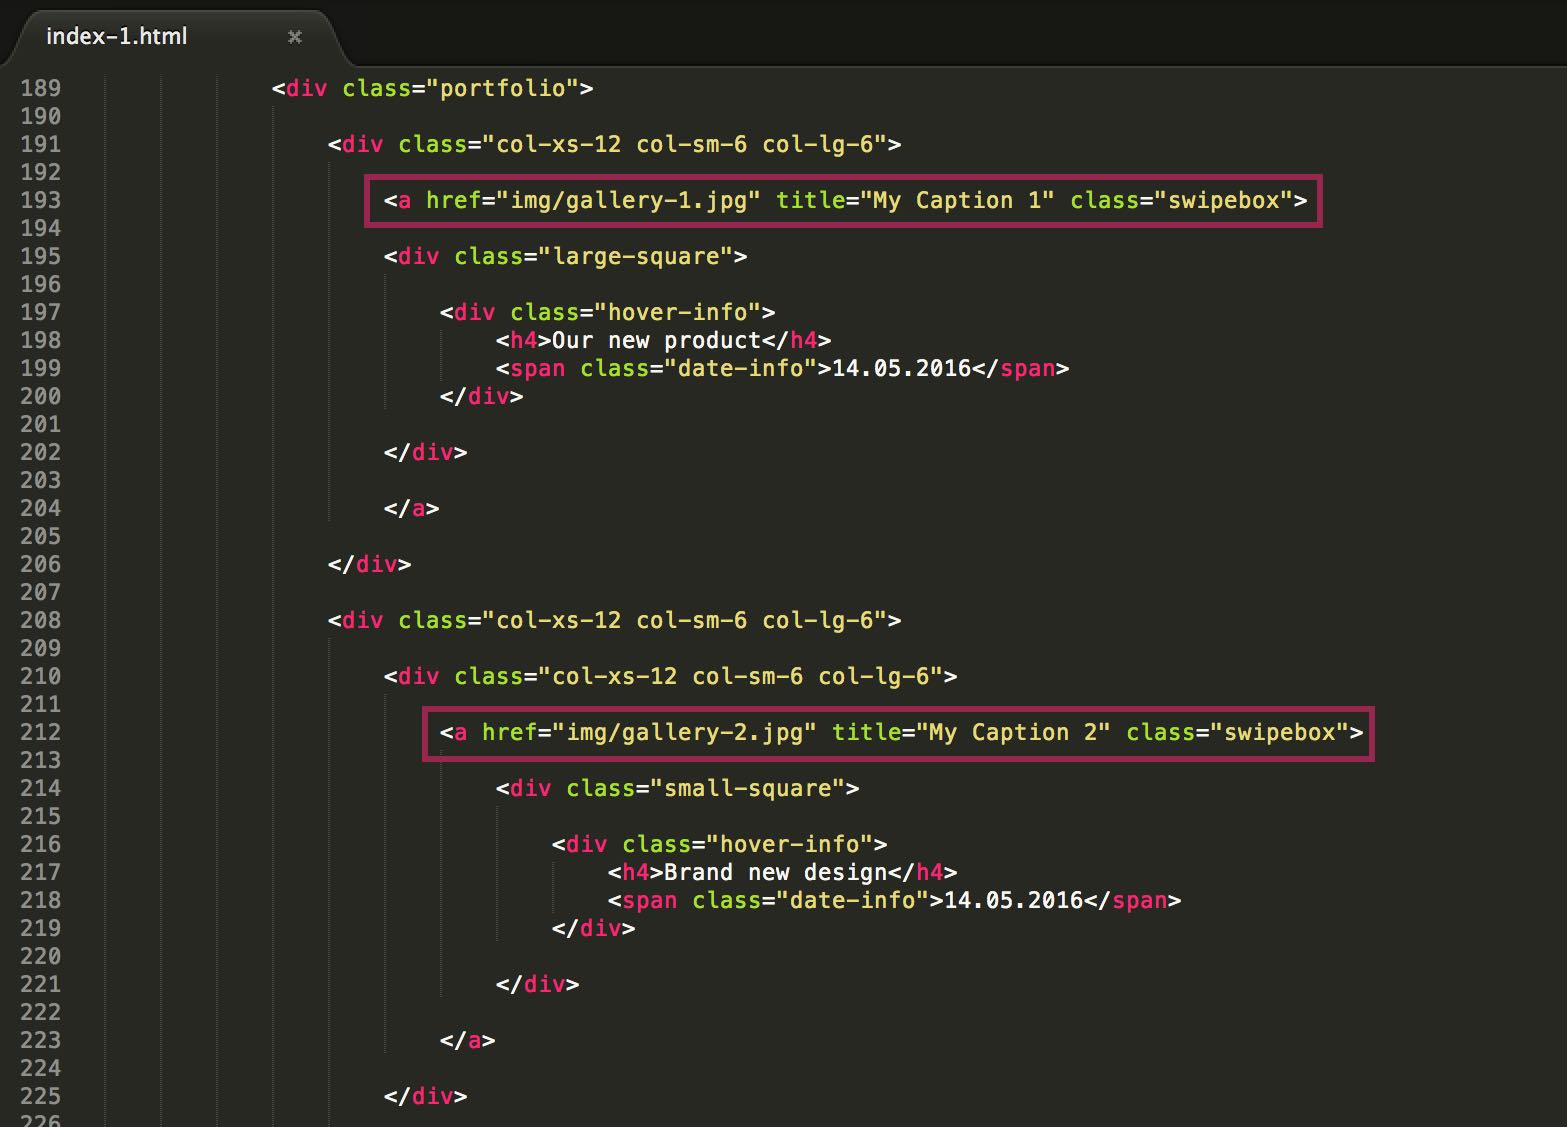 index-1.html ×
189 <div class="portfolio">
190
191 <div class="col-xs-12 col-sm-6 col-lg-6">
192
193 <a href="img/gallery-1.jpg" title="My Caption 1" class="swipebox">
194
195 <div class="large-square">
196
197 <div class="hover-info">
198 <h4>Our new product</h4>
199 <span class="date-info">14.05.2016</span>
200 </div>
201
202 </div>
203
204 </a>
205
206 </div>
207
208 <div class="col-xs-12 col-sm-6 col-lg-6">
209
210 <div class="col-xs-12 col-sm-6 col-lg-6">
211
212 <a href="img/gallery-2.jpg" title="My Caption 2" class="swipebox">
213
214 <div class="small-square">
215
216 <div class="hover-info">
217 <h4>Brand new design</h4>
218 <span class="date-info">14.05.2016</span>
219 </div>
220
221 </div>
222
223 </a>
224
225 </div>
226